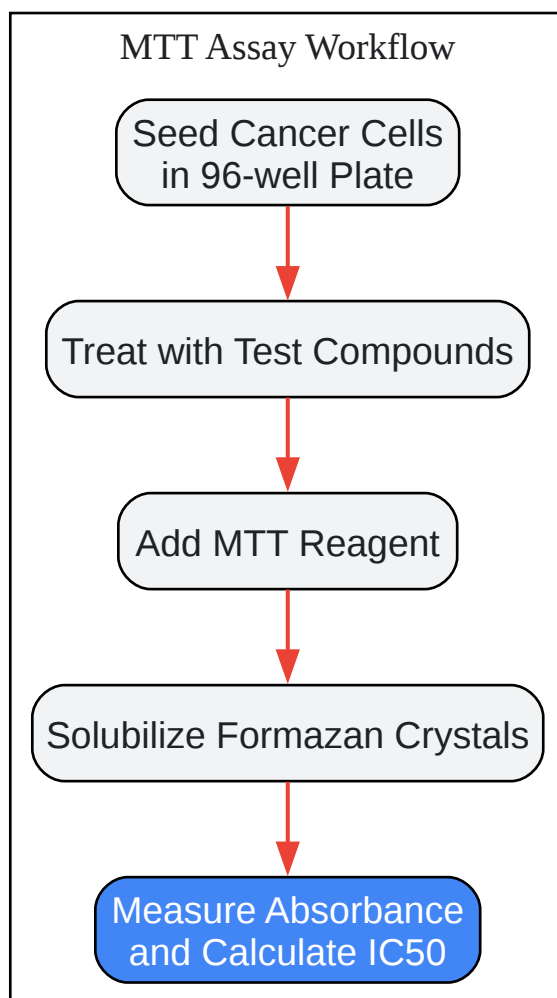 MTT Assay Workflow
Seed Cancer Cells
in 96-well Plate
Treat with Test Compounds
Add MTT Reagent
Solubilize Formazan Crystals
Measure Absorbance
and Calculate IC50